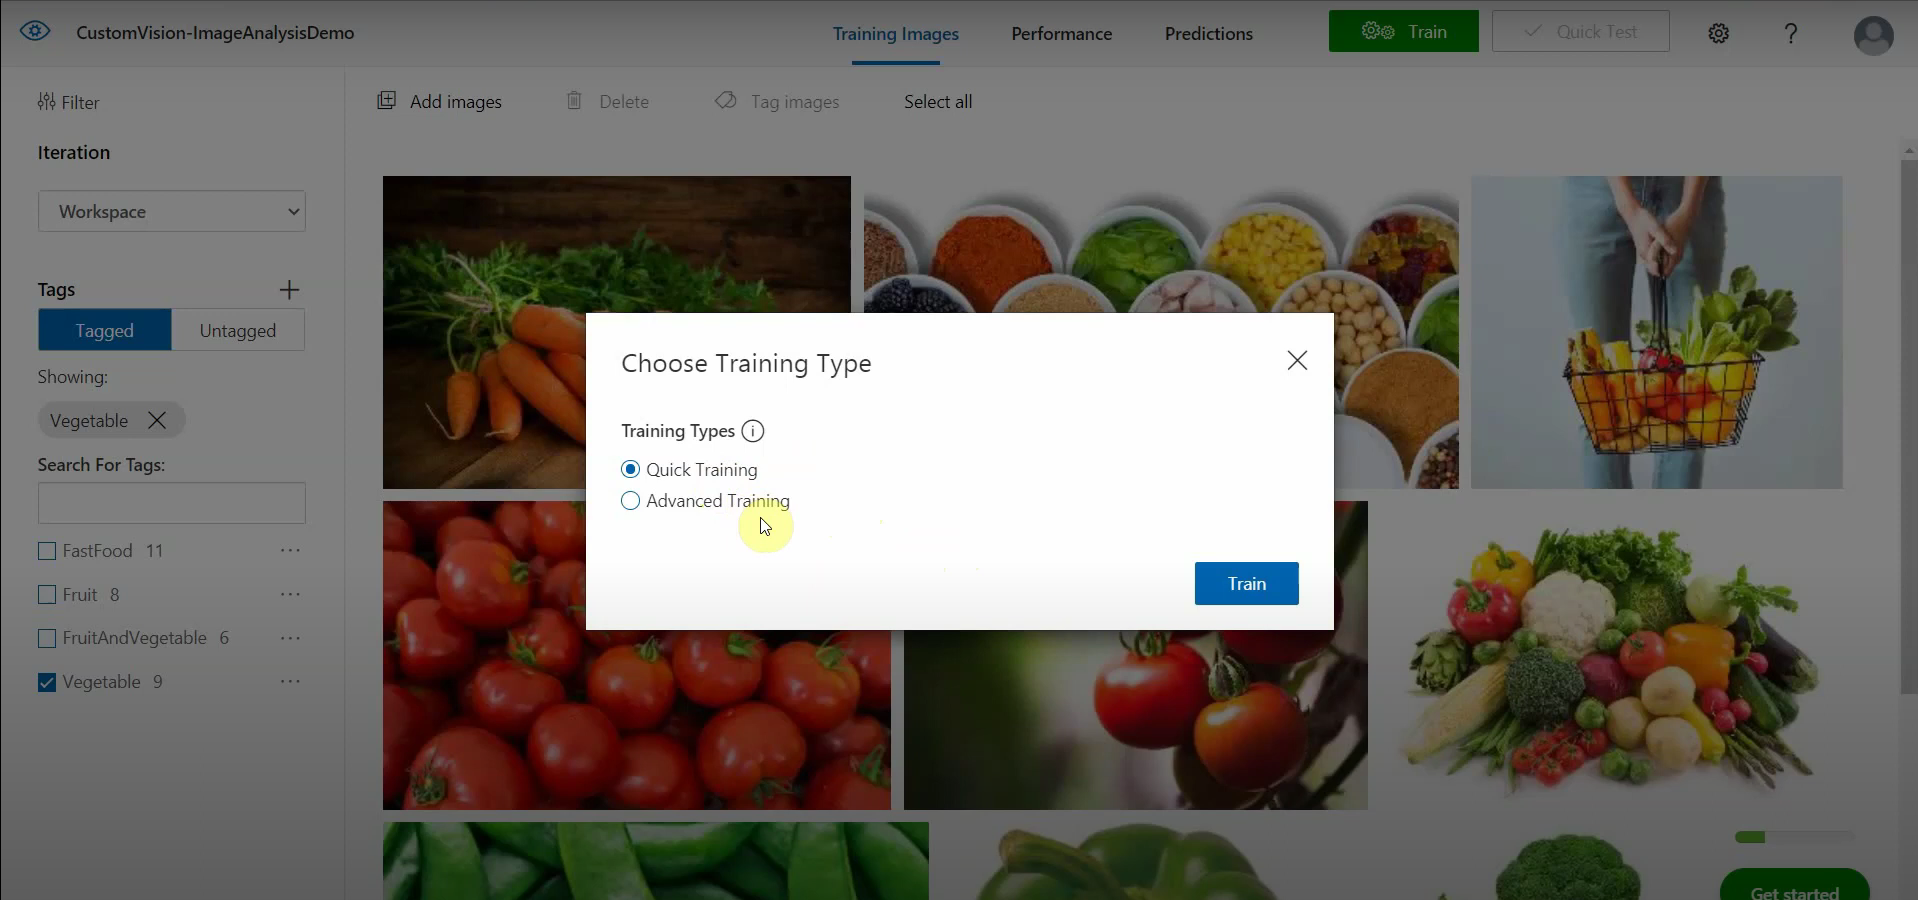 CustomVision-ImageAnalysisDemo
Training Images
Performance
Predictions
Train
Quick Test
?
Filter
Add images
Delete
Tag images
Select all
Iteration
Workspace
Tags
Tagged
Untagged
Showing:
Vegetable
Search For Tags:
FastFood 11
Fruit 8
FruitAndVegetable 6
Vegetable 9
Choose Training Type
Training Types
Quick Training
Advanced Training
Train
Get started